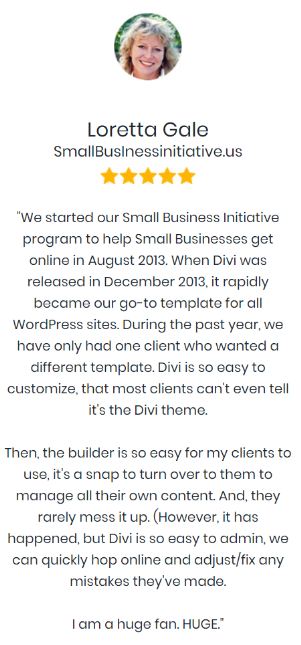 Loretta Gale
SmallBusInessinitiative.us
"We started our Small Business Initiative
program to help Small Businesses get
online in August 2013. When Divi was
released in December 2013, it rapidly
became our go-to template for all
WordPress sites. During the past year, we
have only had one client who wanted a
different template. Divi is so easy to
customize, that most clients can't even tell
it's the Divi theme.
Then, the builder is so easy for my clients to
use, it's a snap to turn over to them to
manage all their own content. And, they
rarely mess it up. (However, it has
happened, but Divi is so easy to admin, we
can quickly hop online and adjust/fix any
mistakes they've made.
I am a huge fan. HUGE."